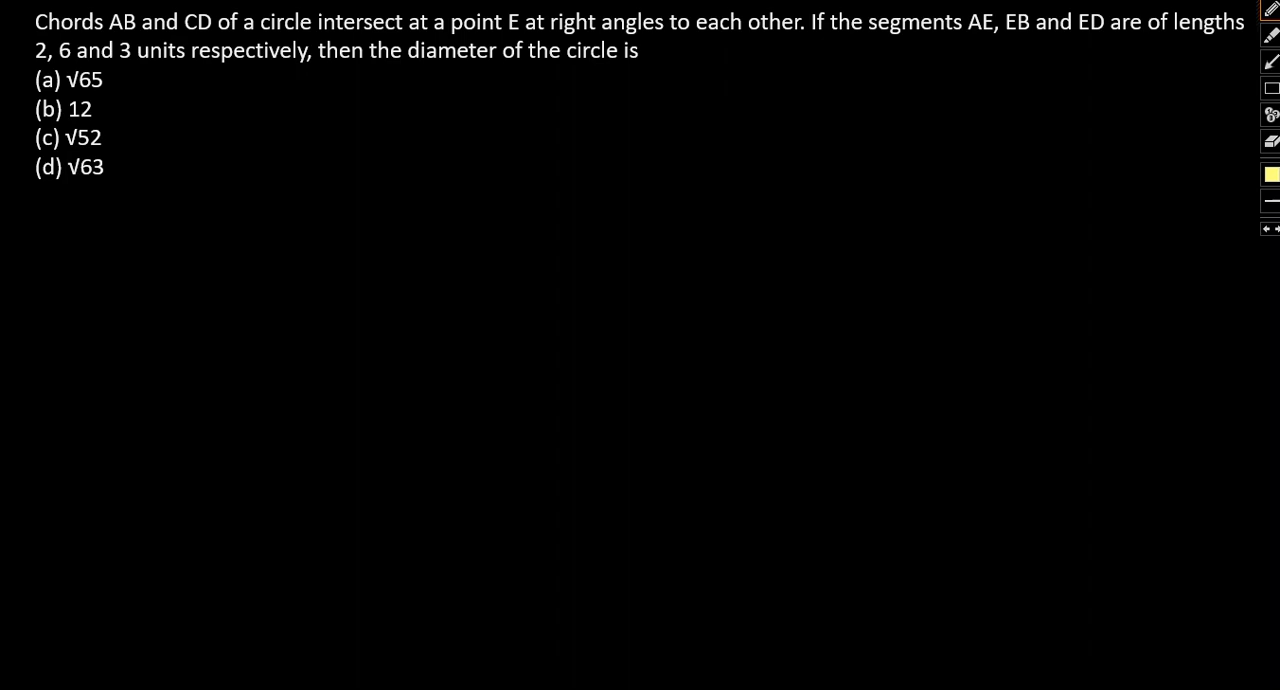 Chords AB and CD of a circle intersect at a point E at right angles to each other. If the segments AE, EB and ED are of lengths
2, 6 and 3 units respectively, then the diameter of the circle is
(a) √65
(b) 12
(c) √52
(d) √63